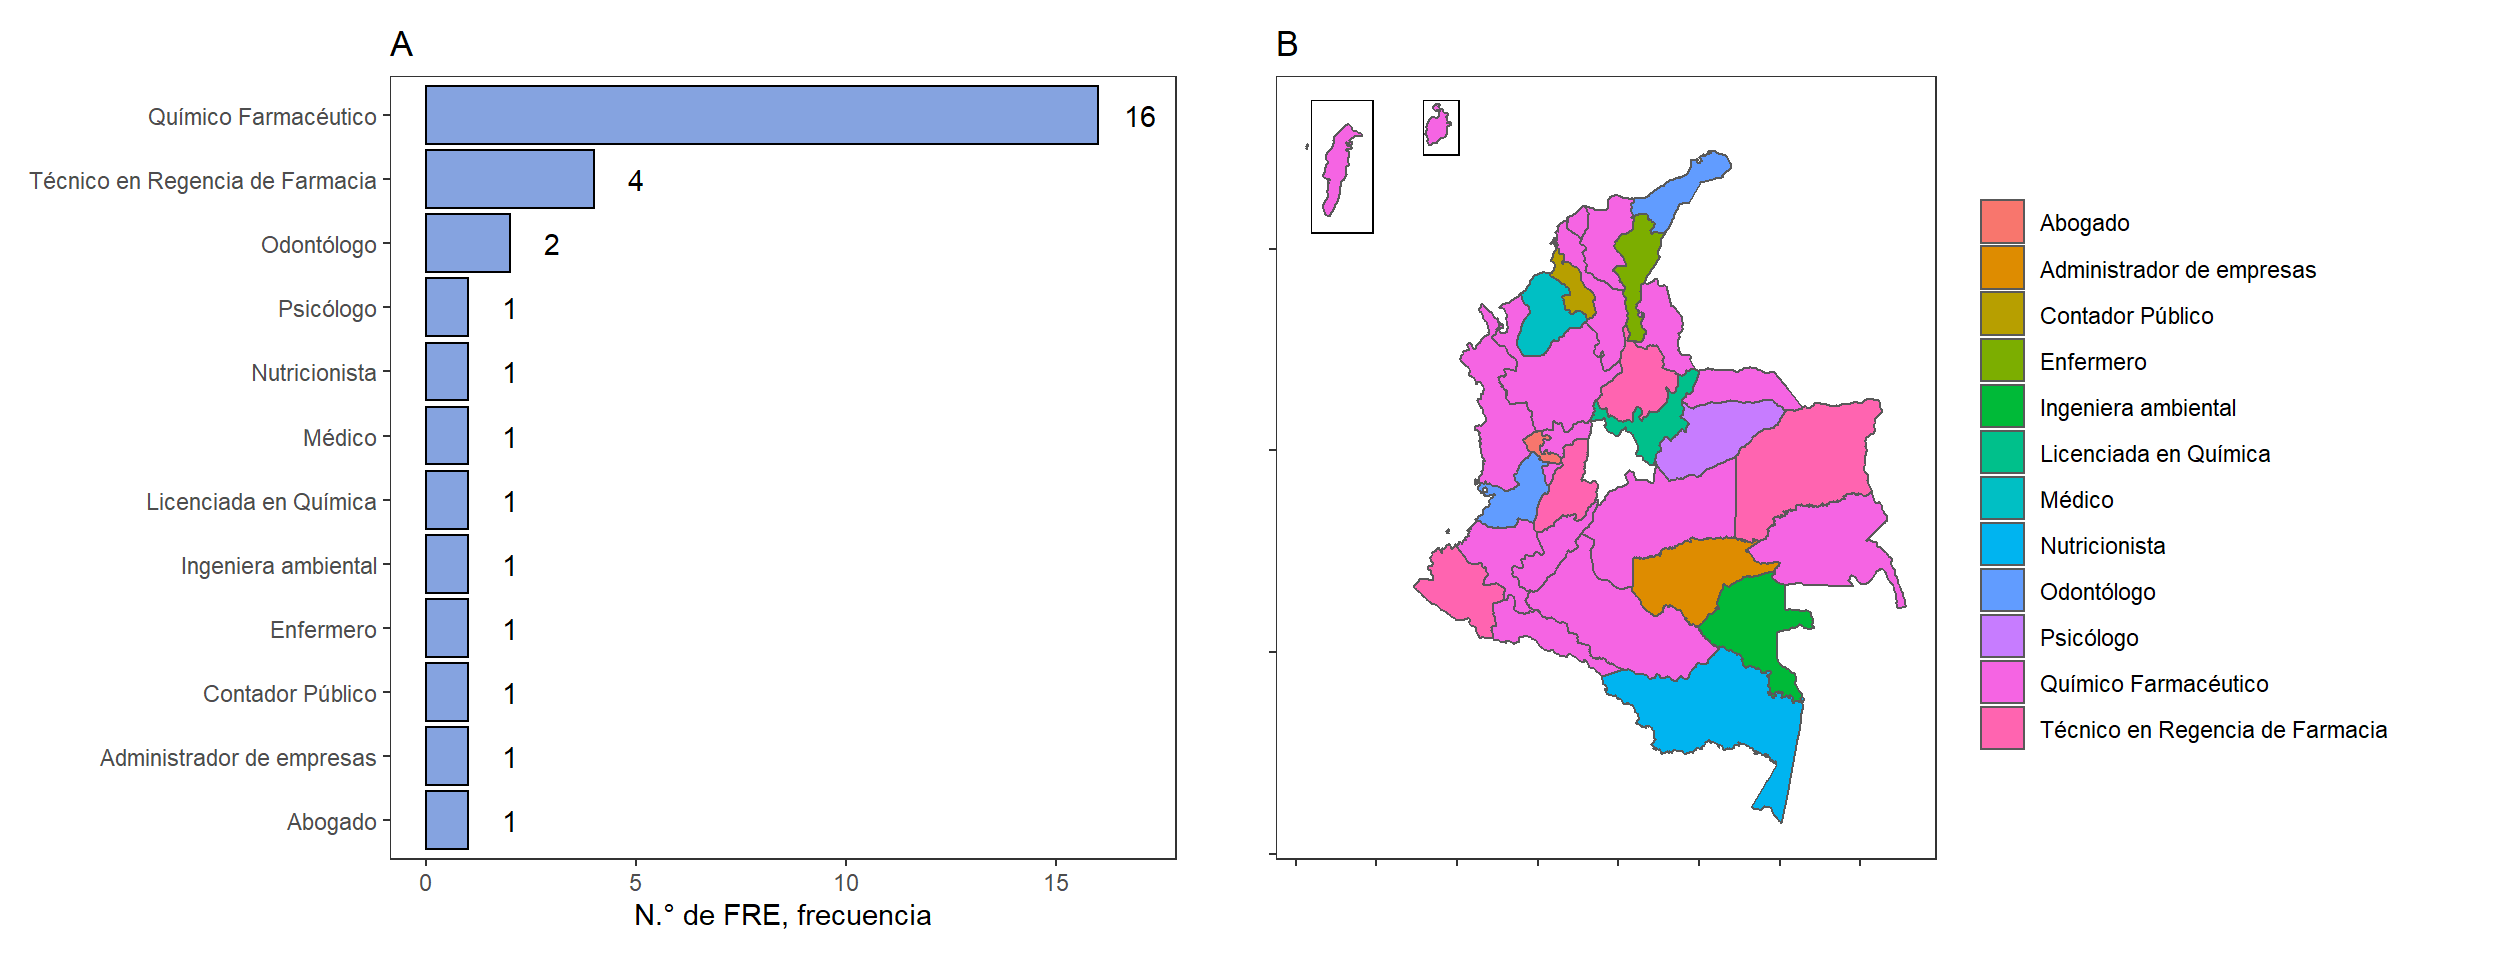 A
Químico Farmacéutico
16
Técnico en Regencia de Farmacia
4
Odontólogo
2
Psicólogo
1
Nutricionista
1
Médico
1
Licenciada en Química
1
Ingeniera ambiental
1
Enfermero
1
Contador Público
1
Administrador de empresas
1
Abogado
1
0
5
10
15
N.° de FRE, frecuencia
B
Abogado
Administrador de empresas
Contador Público
Enfermero
Ingeniera ambiental
Licenciada en Química
Médico
Nutricionista
Odontólogo
Psicólogo
Químico Farmacéutico
Técnico en Regencia de Farmacia